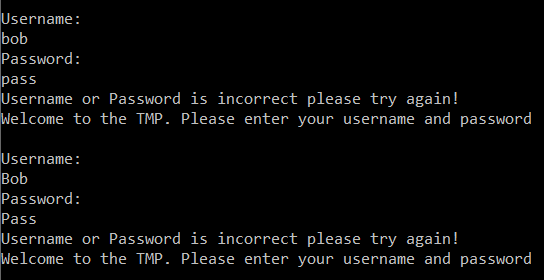 Username:
bob
Password:
pass
Username or Password is incorrect please try again!
Welcome to the TMP. Please enter your username and password
Username:
Bob
Password:
Pass
Username or Password is incorrect please try again!
Welcome to the TMP. Please enter your username and password